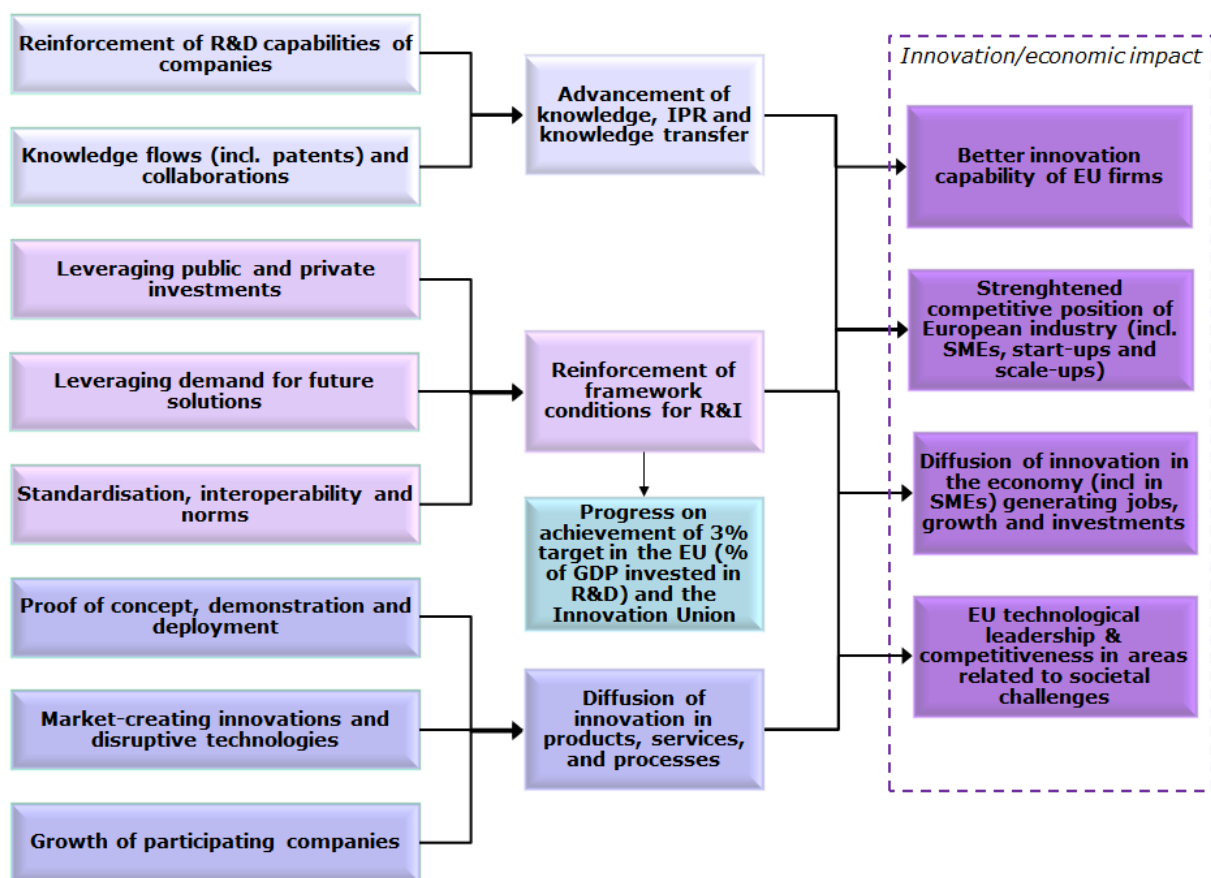 Reinforcement of R&D capabilities of
companies
Knowledge flows (incl. patents) and
collaborations
Leveraging public and private
investments
Leveraging demand for future
solutions
Standardisation, interoperability and
norms
Proof of concept, demonstration and
deployment
Market-creating innovations and
disruptive technologies
Growth of participating companies
Advancement of
knowledge, IPR and
knowledge transfer
Reinforcement of
framework
conditions for R&I
Progress on
achievement of 3%
target in the EU (%
of GDP invested in
R&D) and the
Innovation Union
Diffusion of
innovation in
products, services,
and processes
Innovation/economic impact
Better innovation
capability of EU firms
Strenghtened
competitive position of
European industry (incl.
SMEs, start-ups and
scale-ups)
Diffusion of innovation in
the economy (incl in
SMEs) generating jobs,
growth and investments
EU technological
leadership &
competitiveness in areas
related to societal
challenges